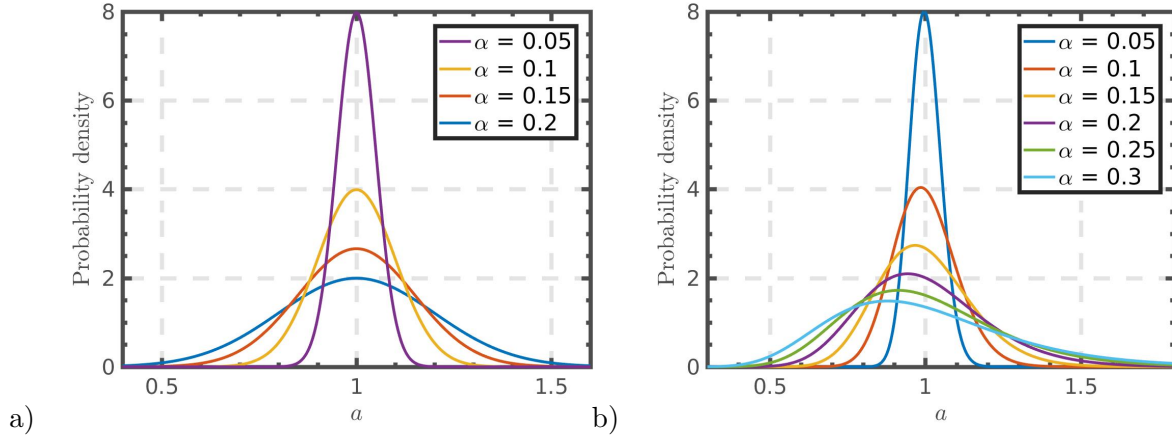 a)
Probability density
8
6
4
2
0
0.5
1
1.5
a
α = 0.05
α = 0.1
α = 0.15
α = 0.2
b)
Probability density
8
6
4
2
0
0.5
1
1.5
a
α = 0.05
α = 0.1
α = 0.15
α = 0.2
α = 0.25
α = 0.3